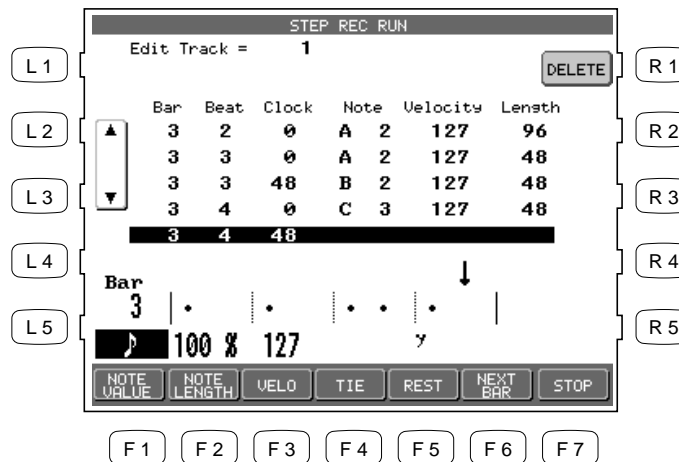 STEP REC RUN
Edit Track = 1
L 1 DELETE R 1
Bar Beat Clock Note Velocity Length
L 2 3 2 0 A 2 127 96 R 2
3 3 0 A 2 127 48
L 3 3 3 48 B 2 127 48 R 3
3 4 0 C 3 127 48
3 4 48
L 4 R 4
Bar
3
L 5 R 5
100 % 127
NOTE VALUE NOTE LENGTH VELO TIE REST NEXT BAR STOP
F 1 F 2 F 3 F 4 F 5 F 6 F 7